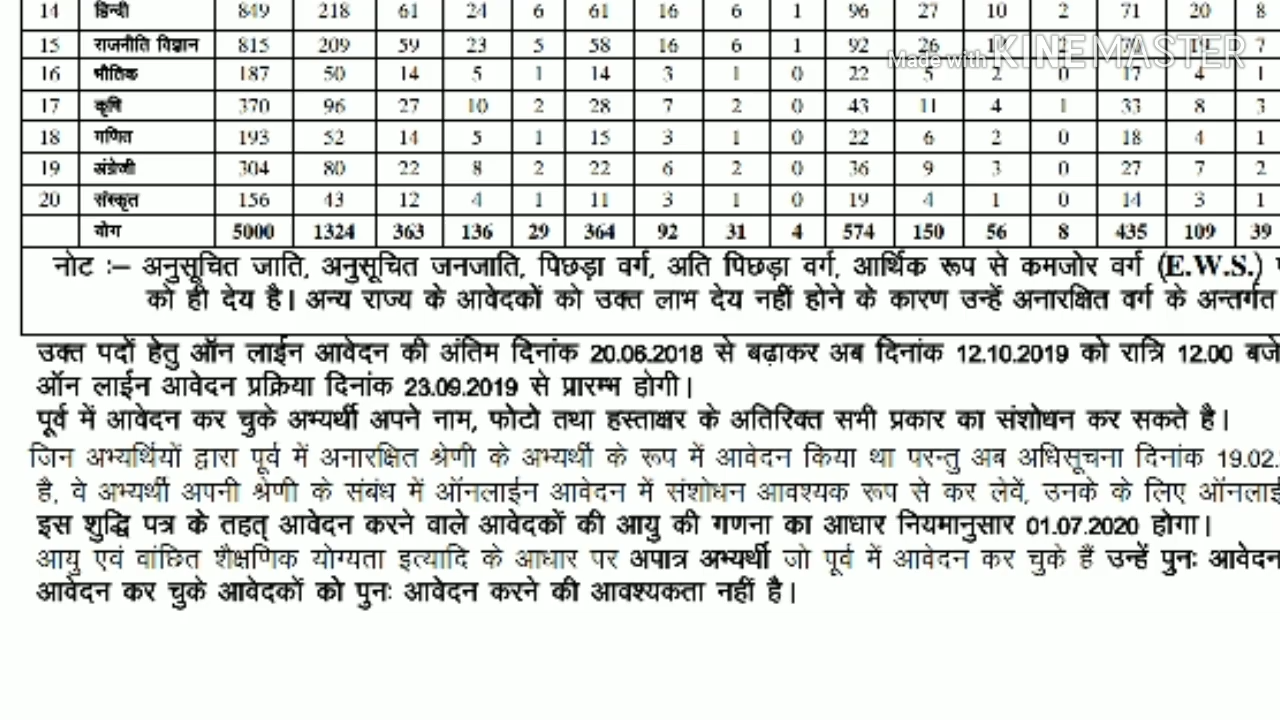 14 हिन्दी 849 218 61 24 6 61 16 6 1 96 27 10 2 71 20 8
15 राजनीति विज्ञान 815 209 59 23 5 58 16 6 1 92 26 7
Made with KINEMASTER
16 भौतिक 187 50 14 5 1 14 3 1 0 22 5 2 0 17 4 1
17 कृषि 370 96 27 10 2 28 7 2 0 43 11 4 1 33 8 3
18 गणित 193 52 14 5 1 15 3 1 0 22 6 2 0 18 4 1
19 अंग्रेजी 304 80 22 8 2 22 6 2 0 36 9 3 0 27 7 2
20 संस्कृत 156 43 12 4 1 11 3 1 0 19 4 1 0 14 3 1
योग 5000 1324 363 136 29 364 92 31 4 574 150 56 8 435 109 39
नोट :– अनुसूचित जाति, अनुसूचित जनजाति, पिछड़ा वर्ग, अति पिछड़ा वर्ग, आर्थिक रूप से कमजोर वर्ग (E.W.S.)
को ही देय है। अन्य राज्य के आवेदकों को उक्त लाभ देय नहीं होने के कारण उन्हें अनारक्षित वर्ग के अन्तर्गत
उक्त पदों हेतु ऑन लाईन आवेदन की अंतिम दिनांक 20.06.2018 से बढ़ाकर अब दिनांक 12.10.2019 को रात्रि 12.00 बजे
ऑन लाईन आवेदन प्रक्रिया दिनांक 23.09.2019 से प्रारम्भ होगी।
पूर्व में आवेदन कर चुके अभ्यर्थी अपने नाम, फोटो तथा हस्ताक्षर के अतिरिक्त सभी प्रकार का संशोधन कर सकते है।
जिन अभ्यर्थियों द्वारा पूर्व में अनारक्षित श्रेणी के अभ्यर्थी के रूप में आवेदन किया था परन्तु अब अधिसूचना दिनांक 19.02.
है, वे अभ्यर्थी अपनी श्रेणी के संबंध में ऑनलाईन आवेदन में संशोधन आवश्यक रूप से कर लेवें, उनके के लिए ऑनलाई
इस शुद्धि पत्र के तहत् आवेदन करने वाले आवेदकों की आयु की गणना का आधार नियमानुसार 01.07.2020 होगा।
आयु एवं वांछित शैक्षणिक योग्यता इत्यादि के आधार पर अपात्र अभ्यर्थी जो पूर्व में आवेदन कर चुके हैं उन्हें पुनः आवेदन
आवेदन कर चुके आवेदकों को पुनः आवेदन करने की आवश्यकता नहीं है।